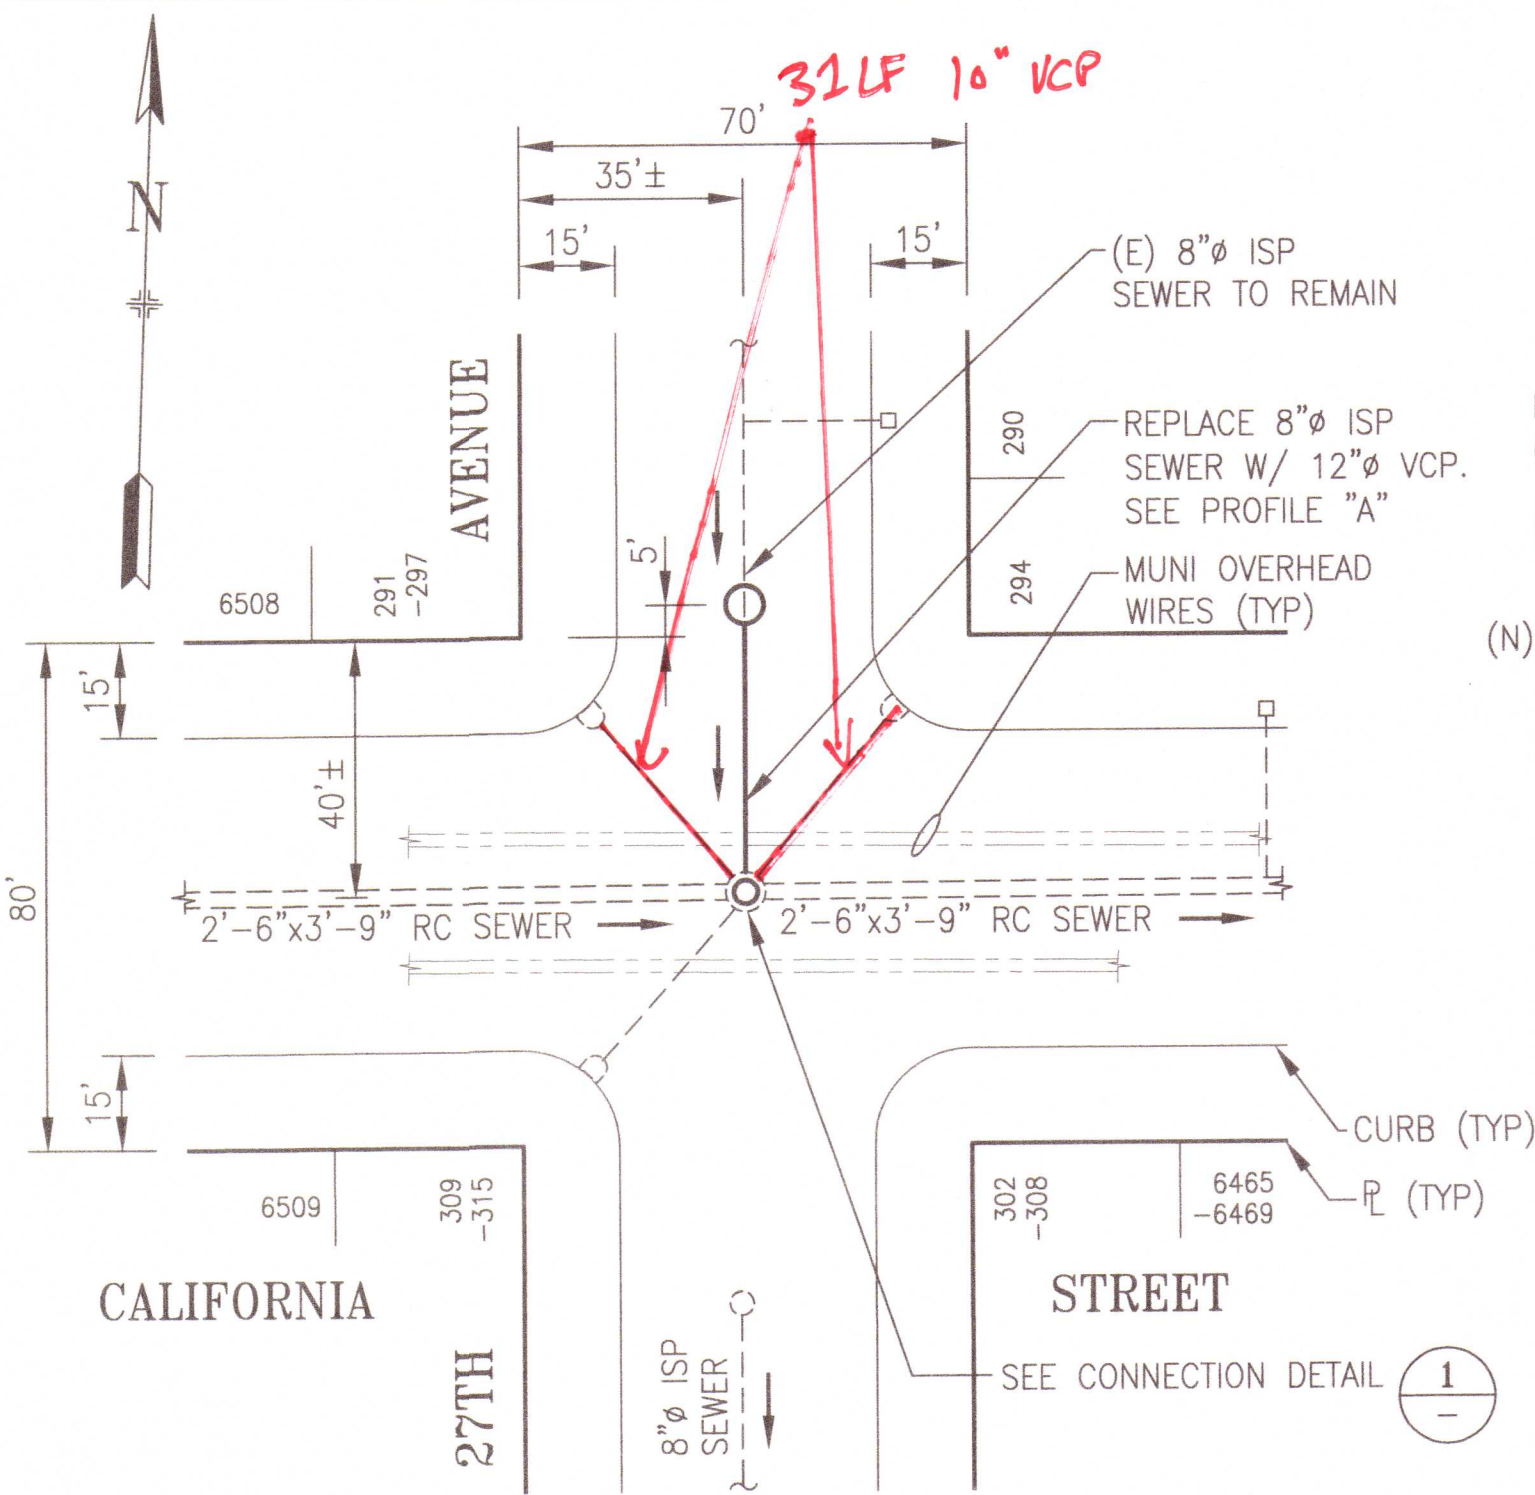 31 LF 10" VCP
70'
35'±
15'
15'
N
(E) 8"ø ISP
SEWER TO REMAIN
AVENUE
290
REPLACE 8"ø ISP
SEWER W/ 12"ø VCP.
SEE PROFILE "A"
5'
MUNI OVERHEAD
WIRES (TYP)
294
6508
291
-297
(N)
15'
40'±
80'
2'-6"x3'-9" RC SEWER
2'-6"x3'-9" RC SEWER
15'
CURB (TYP)
PL (TYP)
6509
309
-315
302
-308
6465
-6469
CALIFORNIA
STREET
27TH
8"ø ISP
SEWER
SEE CONNECTION DETAIL
1
-